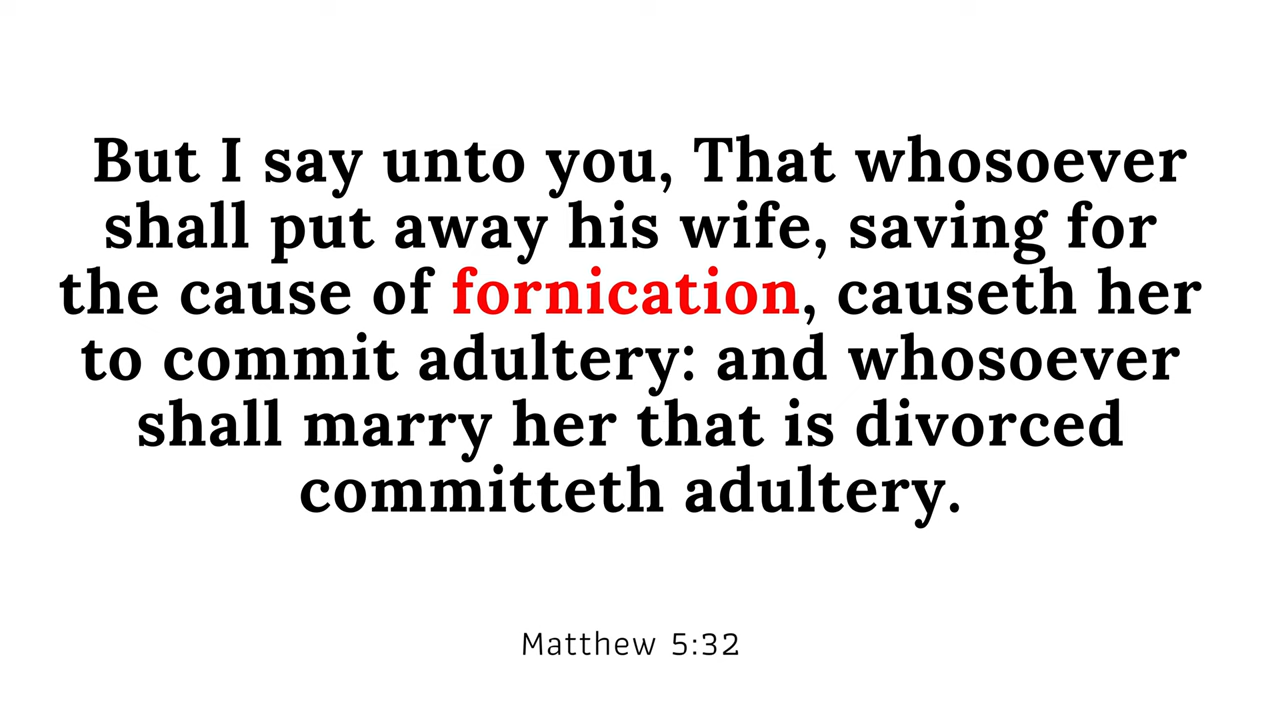 But I say unto you, That whosoever
shall put away his wife, saving for
the cause of fornication, causeth her
to commit adultery: and whosoever
shall marry her that is divorced
committeth adultery.
Matthew 5:32